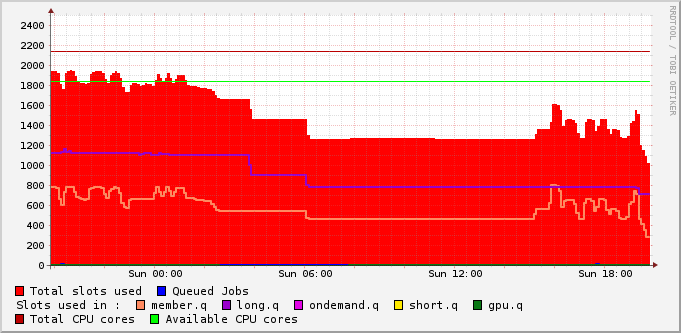 RRDTOOL / TOBI OETIKER
2400
2200
2000
1800
1600
1400
1200
1000
800
600
400
200
0
Sun 00:00 Sun 06:00 Sun 12:00 Sun 18:00
Total slots used Queued Jobs
Slots used in : member.q long.q ondemand.q short.q gpu.q
Total CPU cores Available CPU cores